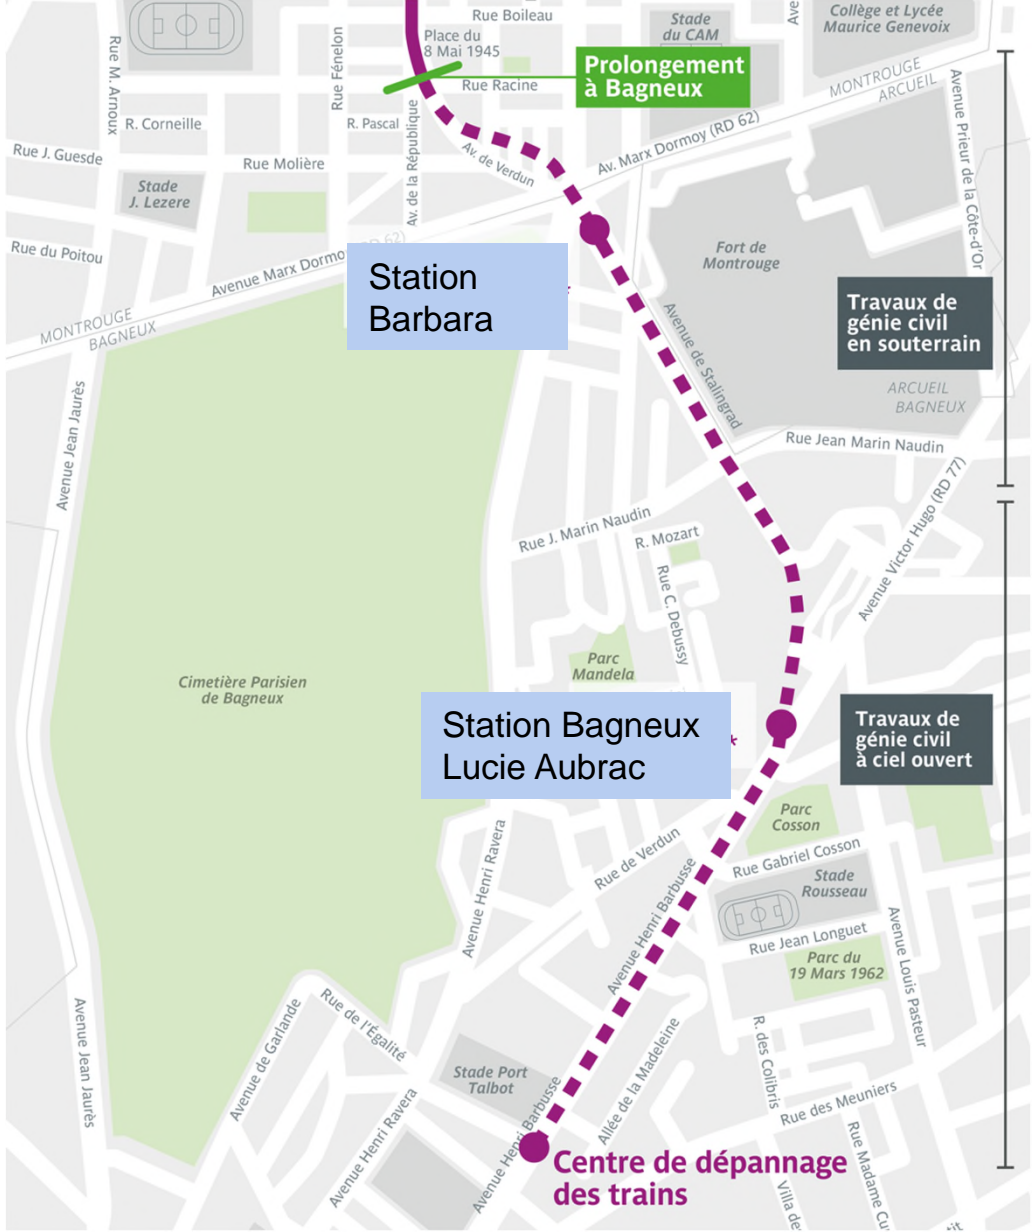 Rue Boileau
Stade
du CAM
Ave
Collège et Lycée
Maurice Genevoix
Place du
8 Mai 1945
Rue M. Arnoux
Rue Fénelon
Prolongement
à Bagneux
Rue Racine
MONTROUGE
ARCUEIL
Avenue Prieur de la Côte-d'Or
R. Corneille
R. Pascal
Av. de la République
Av. Marx Dormoy (RD 62)
Rue J. Guesde
Rue Molière
Av. de Verdun
Stade
J. Lezere
Rue du Poitou
Avenue Marx Dormo
RD 62)
Fort de
Montrouge
Station
Barbara
*
Travaux de
génie civil
en souterrain
MONTROUGE
BAGNEUX
Avenue de Stalingrad
ARCUEIL
BAGNEUX
Avenue Jean Jaurès
Rue Jean Marin Naudin
Avenue Victor Hugo (RD 77)
Rue J. Marin Naudin
R. Mozart
Rue C. Debussy
Cimetière Parisien
de Bagneux
Parc
Mandela
Station Bagneux
Lucie Aubrac
*
Travaux de
génie civil
à ciel ouvert
Parc
Cosson
Rue de Verdun
Rue Gabriel Cosson
Avenue Henri Ravera
Avenue Henri Barbusse
Stade
Rousseau
Rue Jean Longuet
Avenue Louis Pasteur
Parc du
19 Mars 1962
Avenue Jean Jaurès
Avenue de Garlande
Rue de l'Égalité
Stade Port
Talbot
Allée de la Madeleine
R. des Colibris
Rue des Meuniers
Avenue Henri Ravera
Avenue Henri Barbusse
Centre de dépannage
des trains
Villa de
Rue Madame Cu
tit